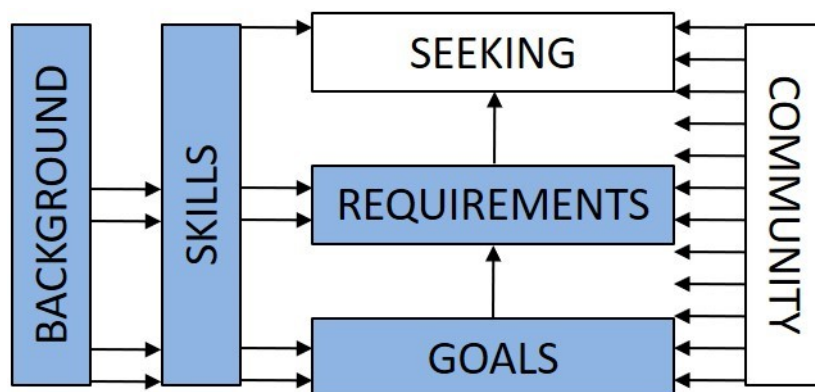 BACKGROUND
SKILLS
SEEKING
REQUIREMENTS
GOALS
COMMUNITY